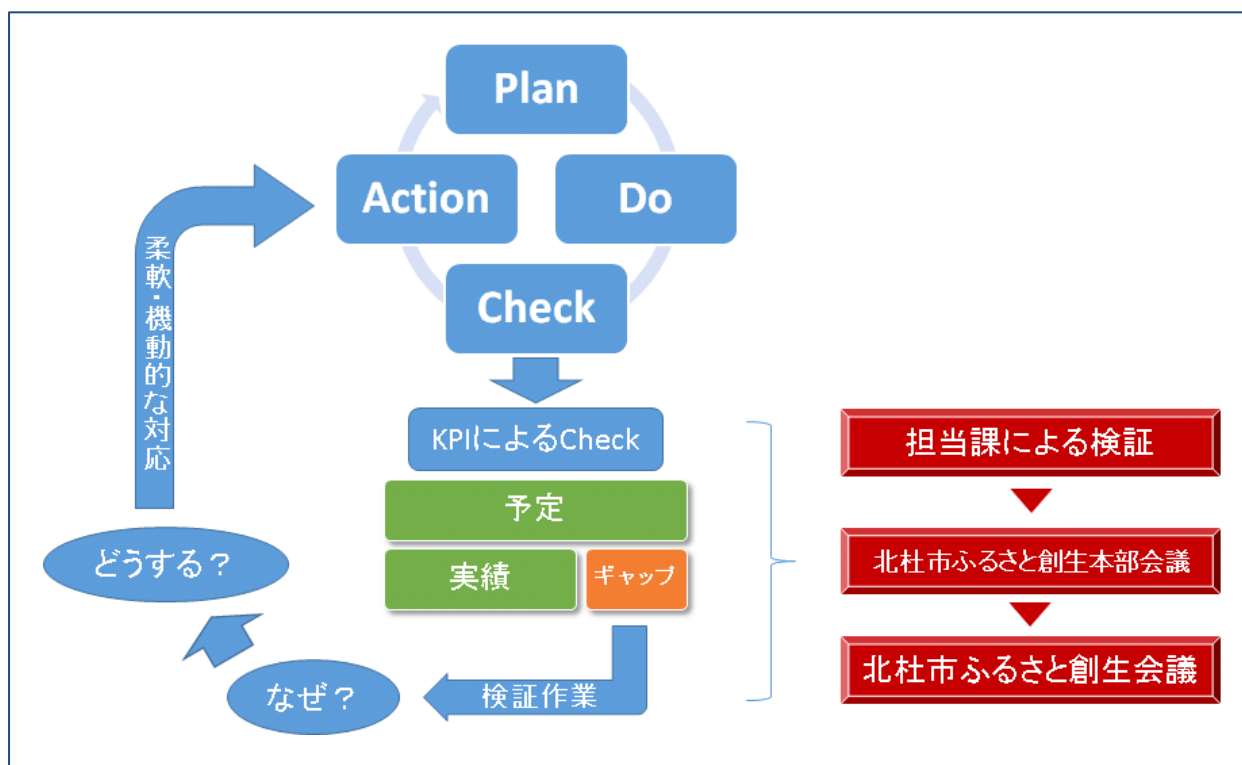 Plan
Action
Do
Check
柔軟・機動的な対応
KPIによるCheck
予定
実績
ギャップ
検証作業
なぜ？
どうする？
担当課による検証
北杜市ふるさと創生本部会議
北杜市ふるさと創生会議